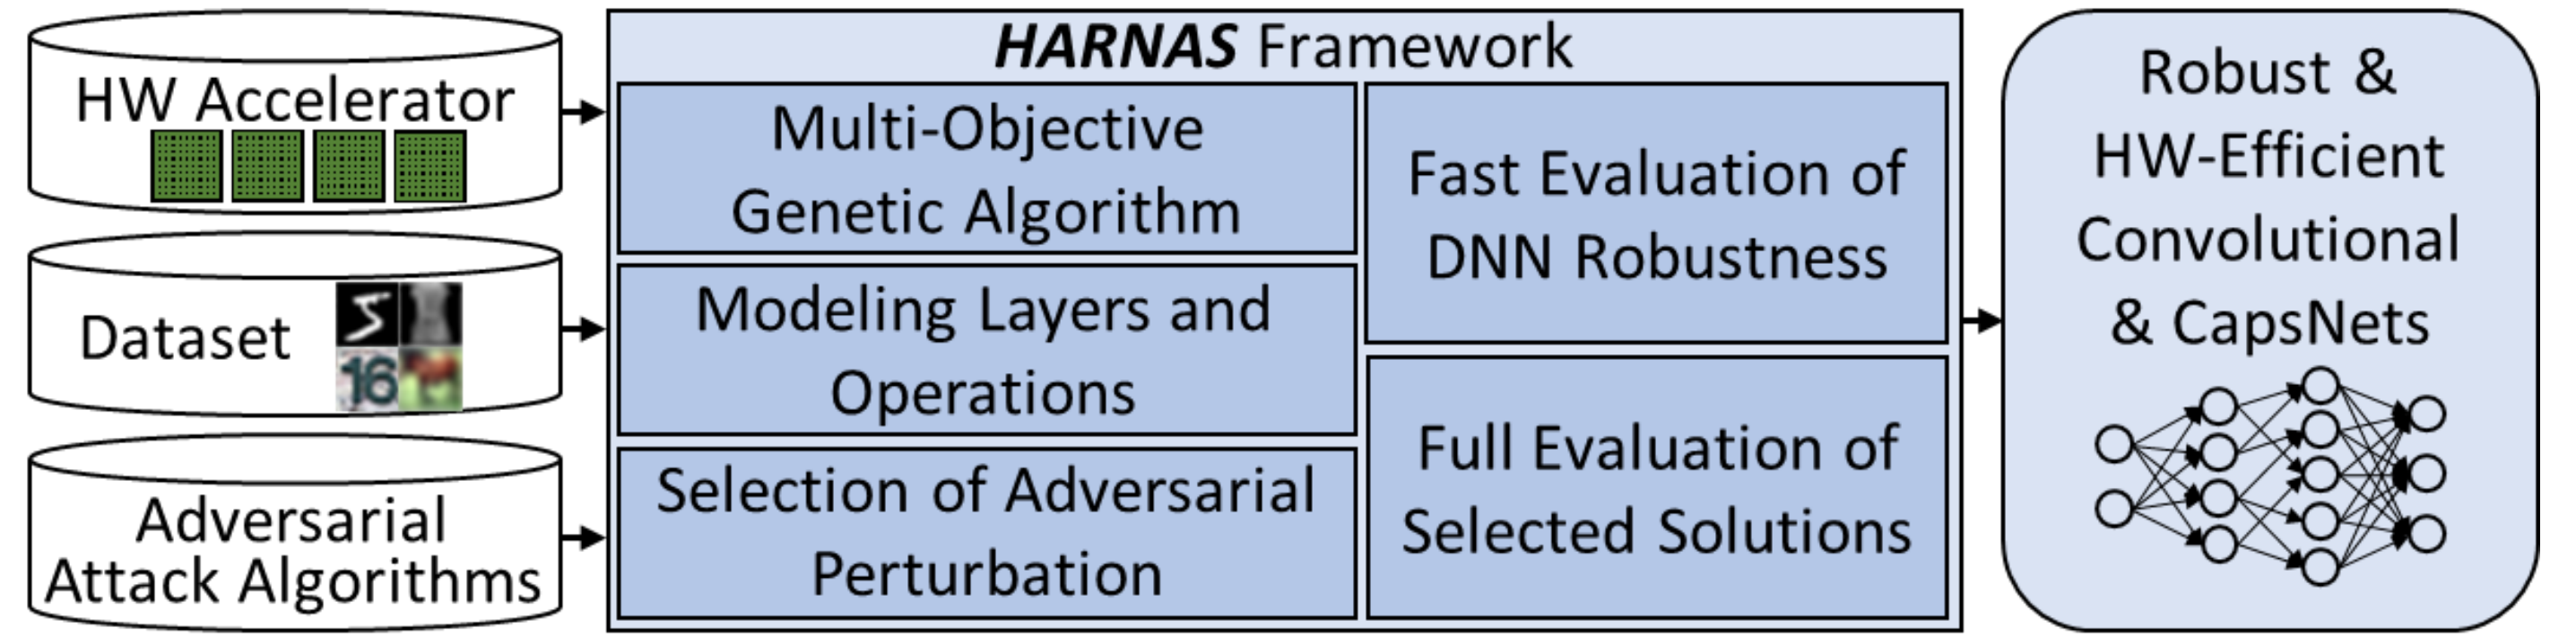 HW Accelerator
Dataset
16
Adversarial
Attack Algorithms
HARNAS Framework
Multi-Objective
Genetic Algorithm
Modeling Layers and
Operations
Selection of Adversarial
Perturbation
Fast Evaluation of
DNN Robustness
Full Evaluation of
Selected Solutions
Robust &
HW-Efficient
Convolutional
& CapsNets